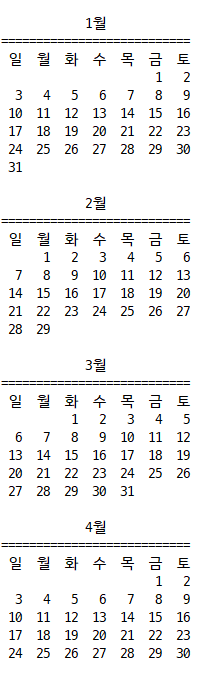 1월
===========================
일 월 화 수 목 금 토
1 2
3 4 5 6 7 8 9
10 11 12 13 14 15 16
17 18 19 20 21 22 23
24 25 26 27 28 29 30
31
2월
===========================
일 월 화 수 목 금 토
1 2 3 4 5 6
7 8 9 10 11 12 13
14 15 16 17 18 19 20
21 22 23 24 25 26 27
28 29
3월
===========================
일 월 화 수 목 금 토
1 2 3 4 5
6 7 8 9 10 11 12
13 14 15 16 17 18 19
20 21 22 23 24 25 26
27 28 29 30 31
4월
===========================
일 월 화 수 목 금 토
1 2
3 4 5 6 7 8 9
10 11 12 13 14 15 16
17 18 19 20 21 22 23
24 25 26 27 28 29 30